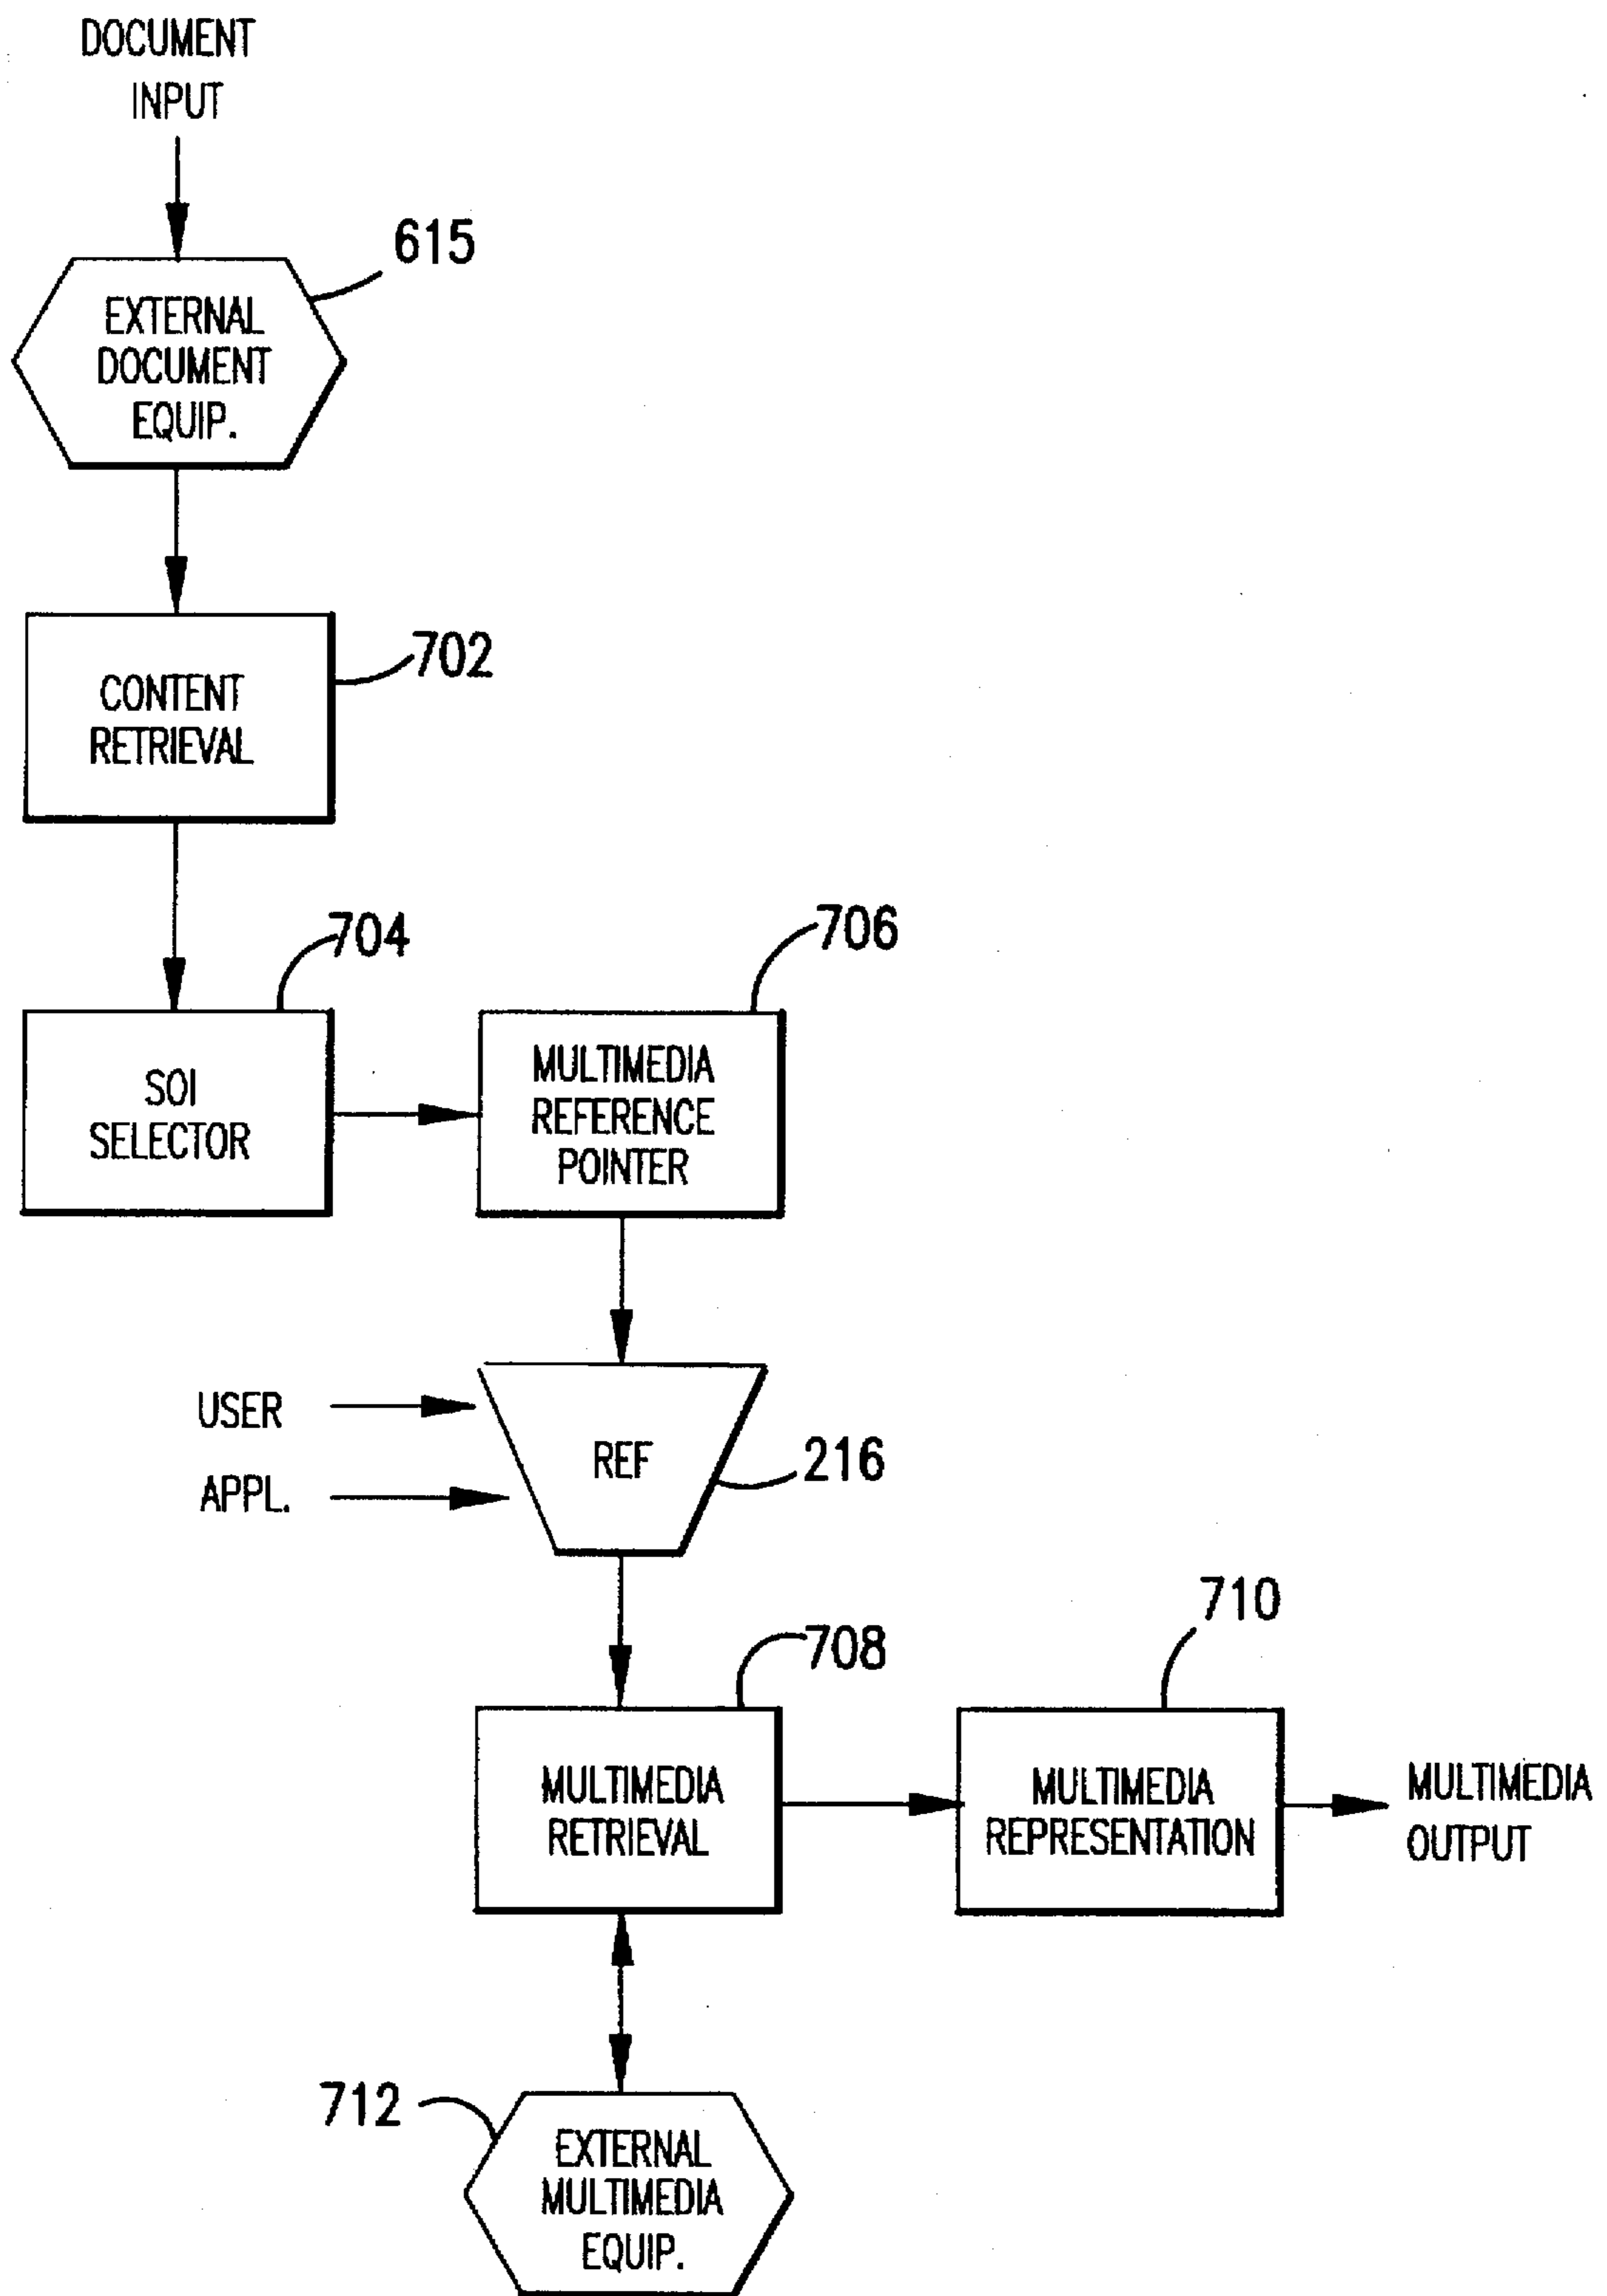 DOCUMENT
INPUT
615
EXTERNAL
DOCUMENT
EQUIP.
702
CONTENT
RETRIEVAL
704
706
SOI
SELECTOR
MULTIMEDIA
REFERENCE
POINTER
USER
APPL.
REF
216
708
710
MULTIMEDIA
RETRIEVAL
MULTIMEDIA
REPRESENTATION
MULTIMEDIA
OUTPUT
712
EXTERNAL
MULTIMEDIA
EQUIP.